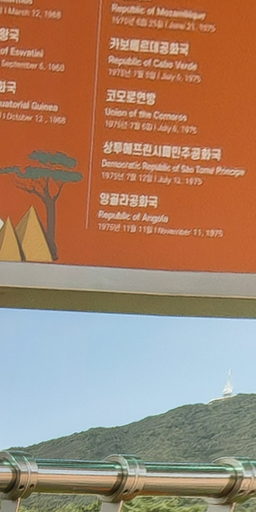 l March 12, 1968
왕국
of Eswatini
September 6, 1968
화국
uatorial Guinea
October 12, 1968
Republic of Mozambique
1975년 6월 25일 l June 25, 1975
카보베르데공화국
Republic of Cabo Verde
1975년 7월 5일 l July 5, 1975
코모로연방
Union of the Comoros
1975년 7월 6일 l July 6, 1975
상투메프린시페민주공화국
Democratic Republic of São Tomé Príncipe
1975년 7월 12일 l July 12, 1975
앙골라공화국
Republic of Angola
1975년 11월 11일 l November 11, 1975